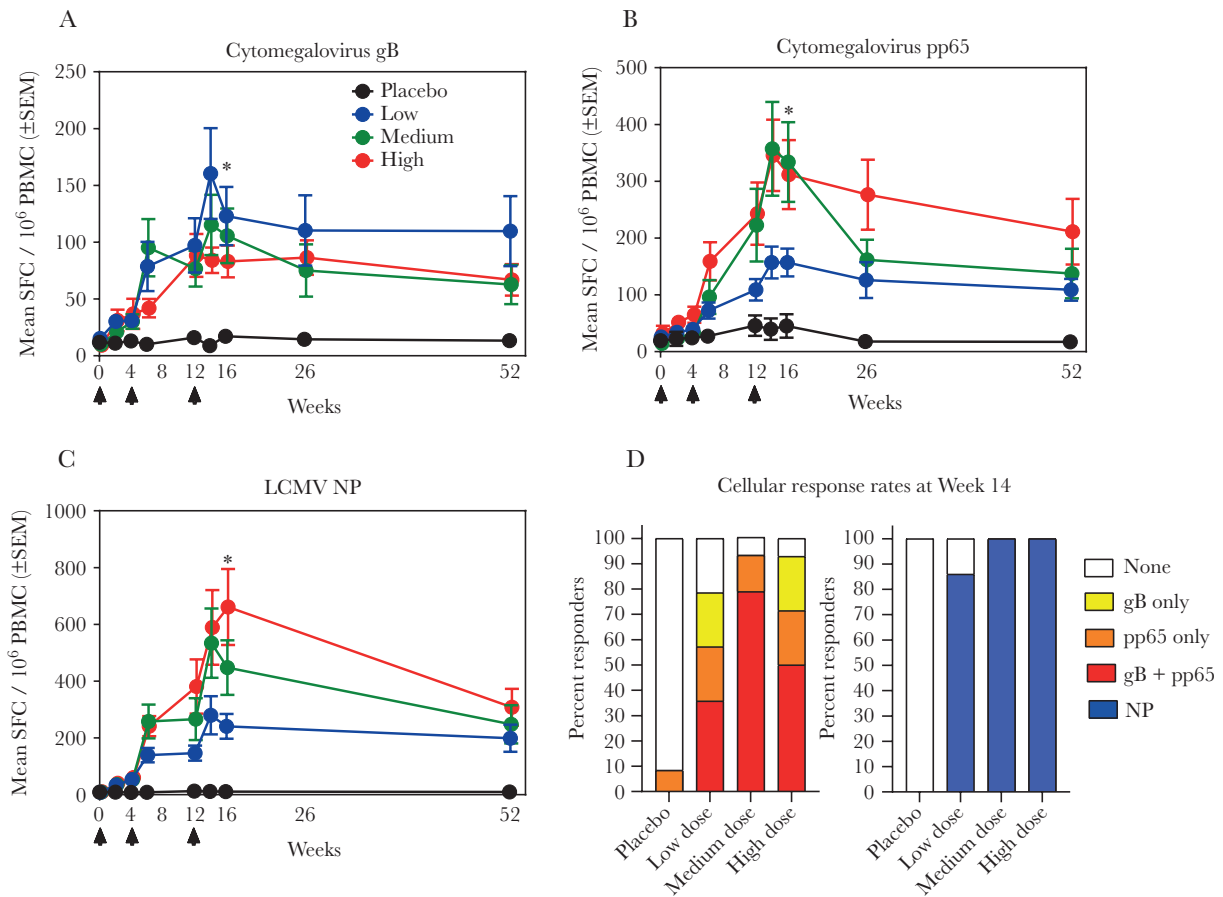 A
Cytomegalovirus gB
Mean SFC / 10⁶ PBMC (±SEM)
250
200
150
100
50
0
Placebo
Low
Medium
High
*
0 4 8 12 16 26 52
Weeks
B
Cytomegalovirus pp65
Mean SFC / 10⁶ PBMC (±SEM)
500
400
300
200
100
0
*
0 4 8 12 16 26 52
Weeks
C
LCMV NP
Mean SFC / 10⁶ PBMC (±SEM)
1000
800
600
400
200
0
*
0 4 8 12 16 26 52
Weeks
D
Cellular response rates at Week 14
Percent responders
100
90
80
70
60
50
40
30
20
10
0
Placebo
Low dose
Medium dose
High dose
Percent responders
100
90
80
70
60
50
40
30
20
10
0
Placebo
Low dose
Medium dose
High dose
None
gB only
pp65 only
gB + pp65
NP